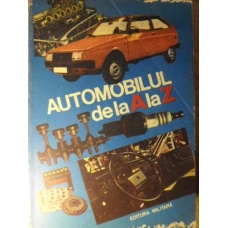 AUTOMOBILUL
de la A la Z
EDITURA MILITARĂ